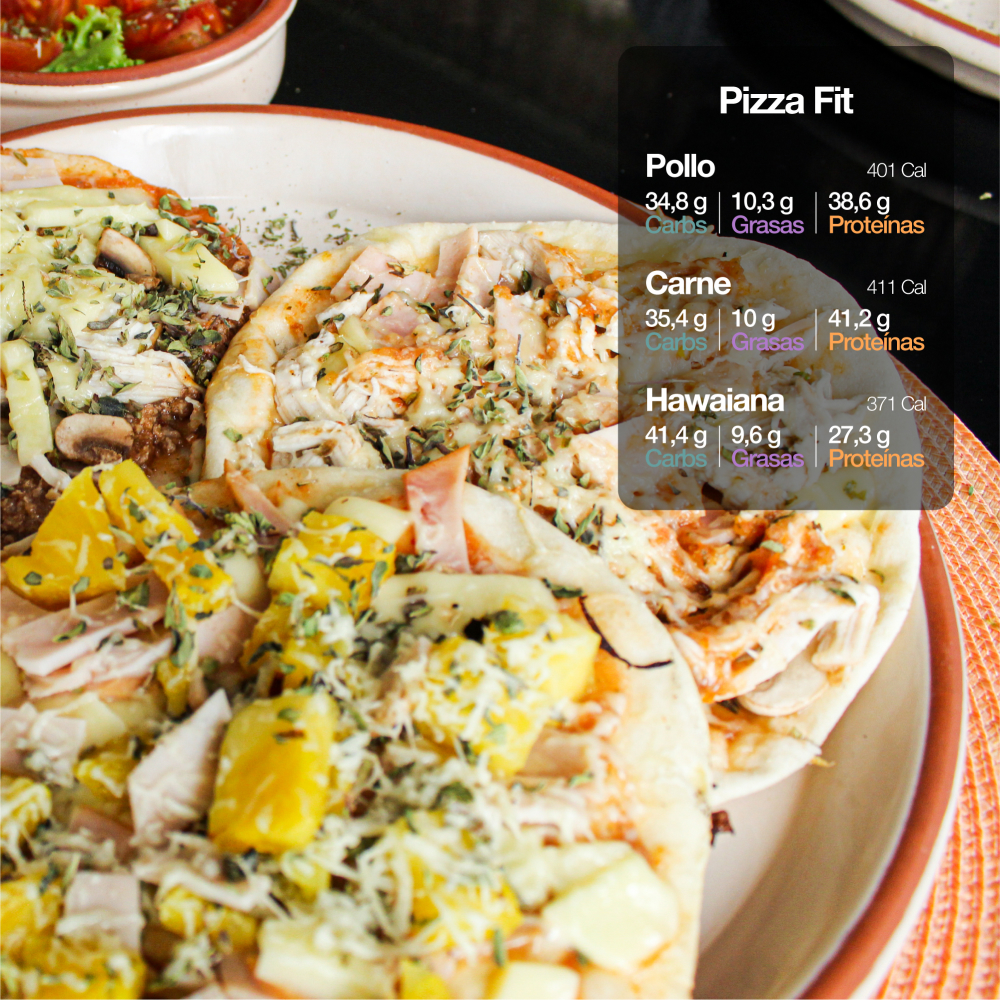 Pizza Fit
Pollo 401 Cal
34,8 g 10,3 g 38,6 g
Carbs Grasas Proteínas
Carne 411 Cal
35,4 g 10 g 41,2 g
Carbs Grasas Proteínas
Hawaiana 371 Cal
41,4 g 9,6 g 27,3 g
Carbs Grasas Proteínas